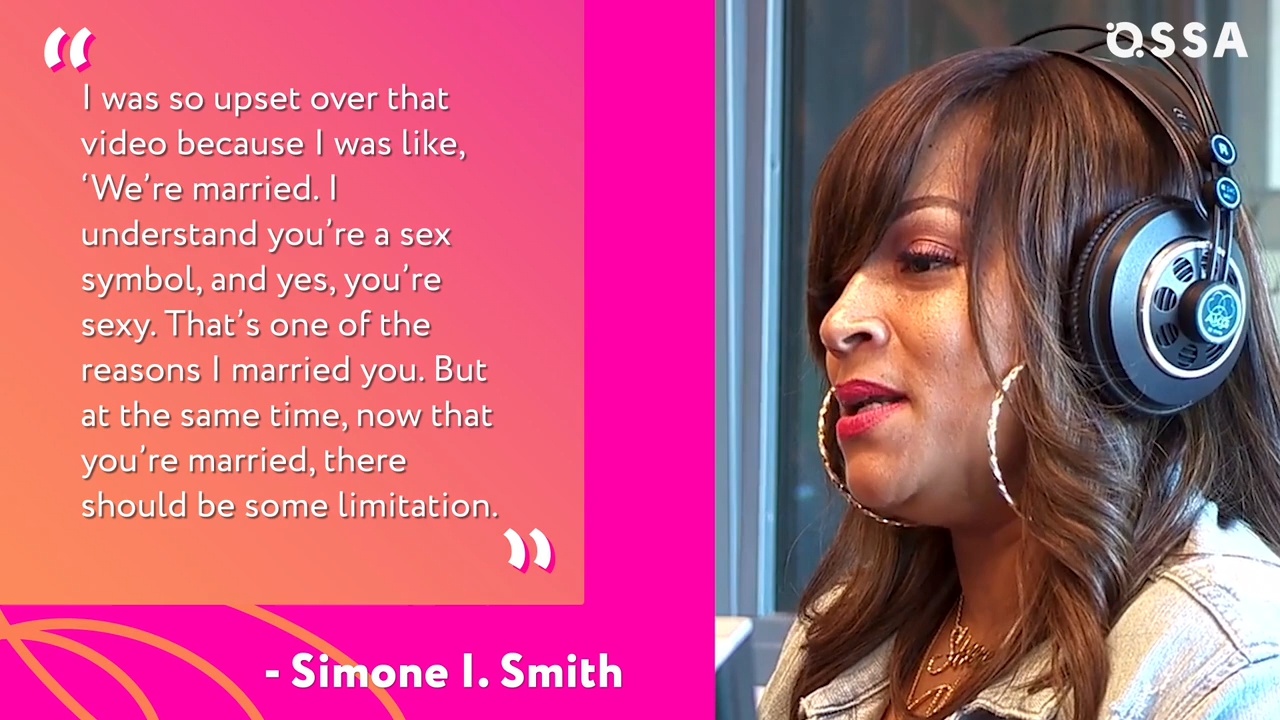 “
I was so upset over that
video because I was like,
‘We’re married. I
understand you’re a sex
symbol, and yes, you’re
sexy. That’s one of the
reasons I married you. But
at the same time, now that
you’re married, there
should be some limitation.
”
- Simone I. Smith
OSSA
AKG